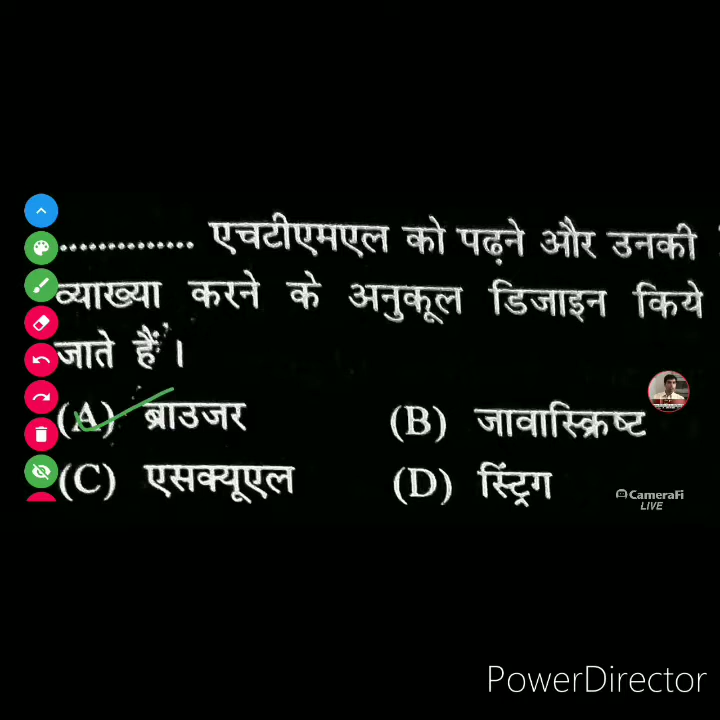 .............. एचटीएमएल को पढ़ने और उनकी
व्याख्या करने के अनुकूल डिजाइन किये
जाते हैं ।
(A) ब्राउजर (B) जावास्क्रिष्ट
(C) एसक्यूएल (D) स्ट्रिंग
CameraFi
LIVE
PowerDirector